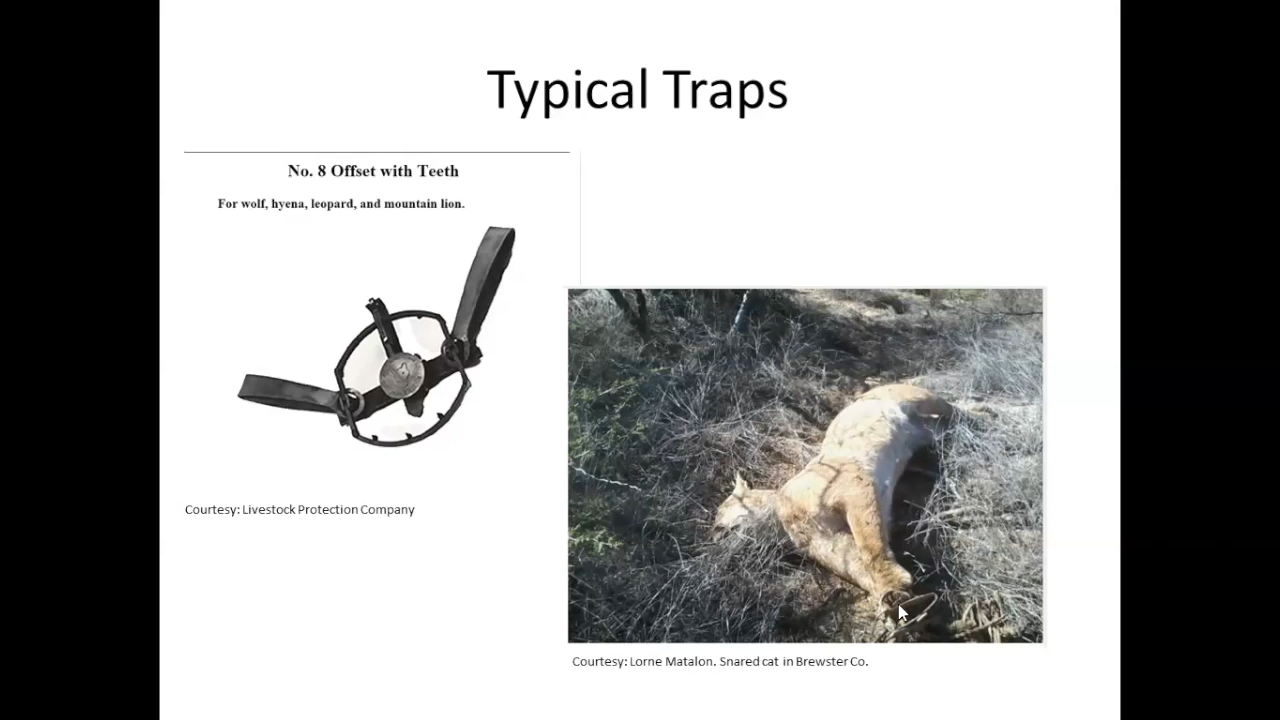 Typical Traps
No. 8 Offset with Teeth
For wolf, hyena, leopard, and mountain lion.
Courtesy: Livestock Protection Company
Courtesy: Lorne Matalon. Snared cat in Brewster Co.